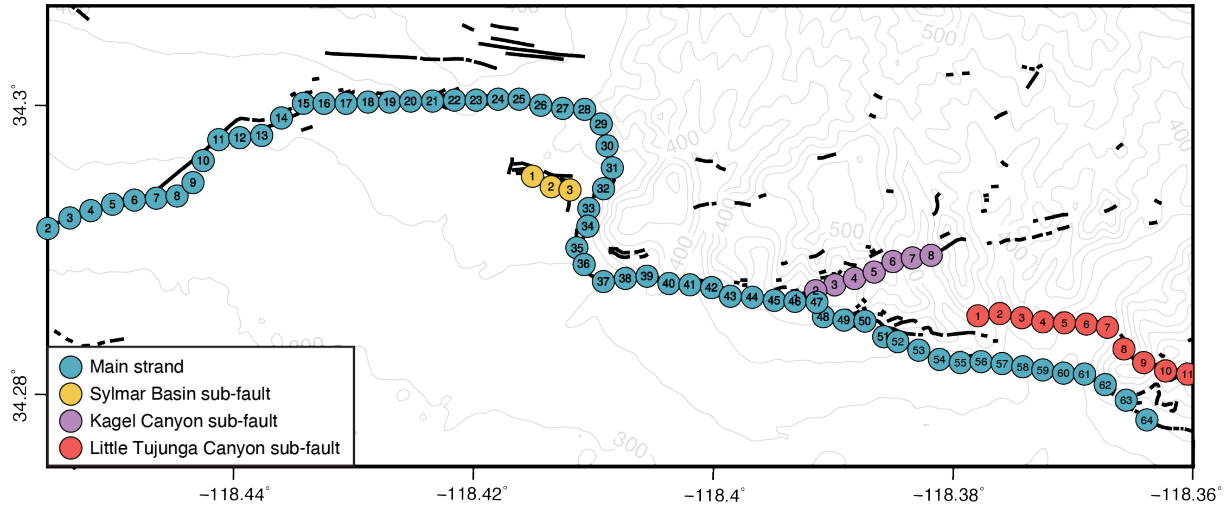 400
500
34.3°
15 16 17 18 19 20 21 22 23 24 25 26 27 28
14
29
11 12 13
30
400
400
10
31
9
1 2 3
32
2 3 4 5 6 7 8
33
400
34
500
35
6 7 8
36
400
5
37 38 39 40 41 42 43 44 45 46 47
2 3 4
48 49 50
1 2 3 4 5 6 7
51 52 53 54 55 56 57 58 59 60 61 62 63 64
8 9 10 11
34.28°
300
Main strand
Sylmar Basin sub-fault
Kagel Canyon sub-fault
Little Tujunga Canyon sub-fault
−118.44° −118.42° −118.4° −118.38° −118.36°